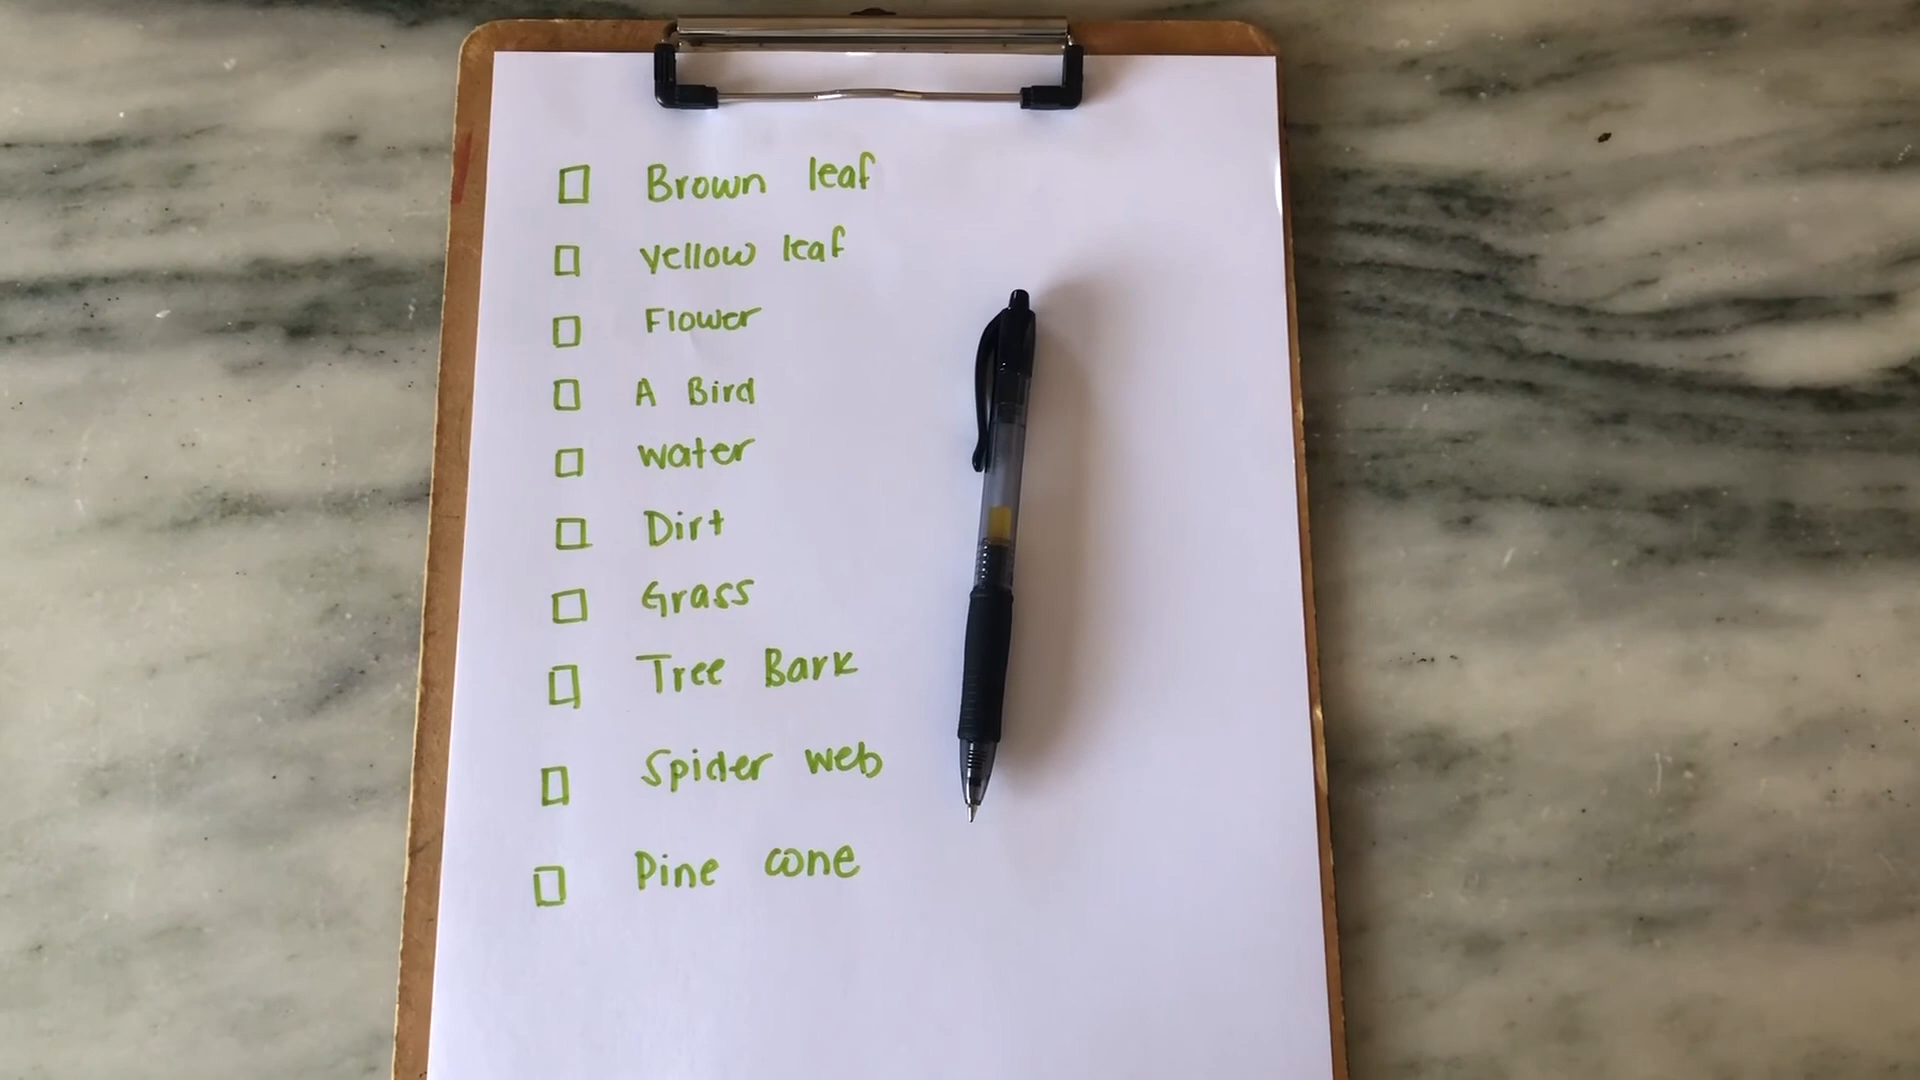 Brown leaf
Yellow leaf
Flower
A Bird
Water
Dirt
Grass
Tree Bark
Spider web
Pine cone